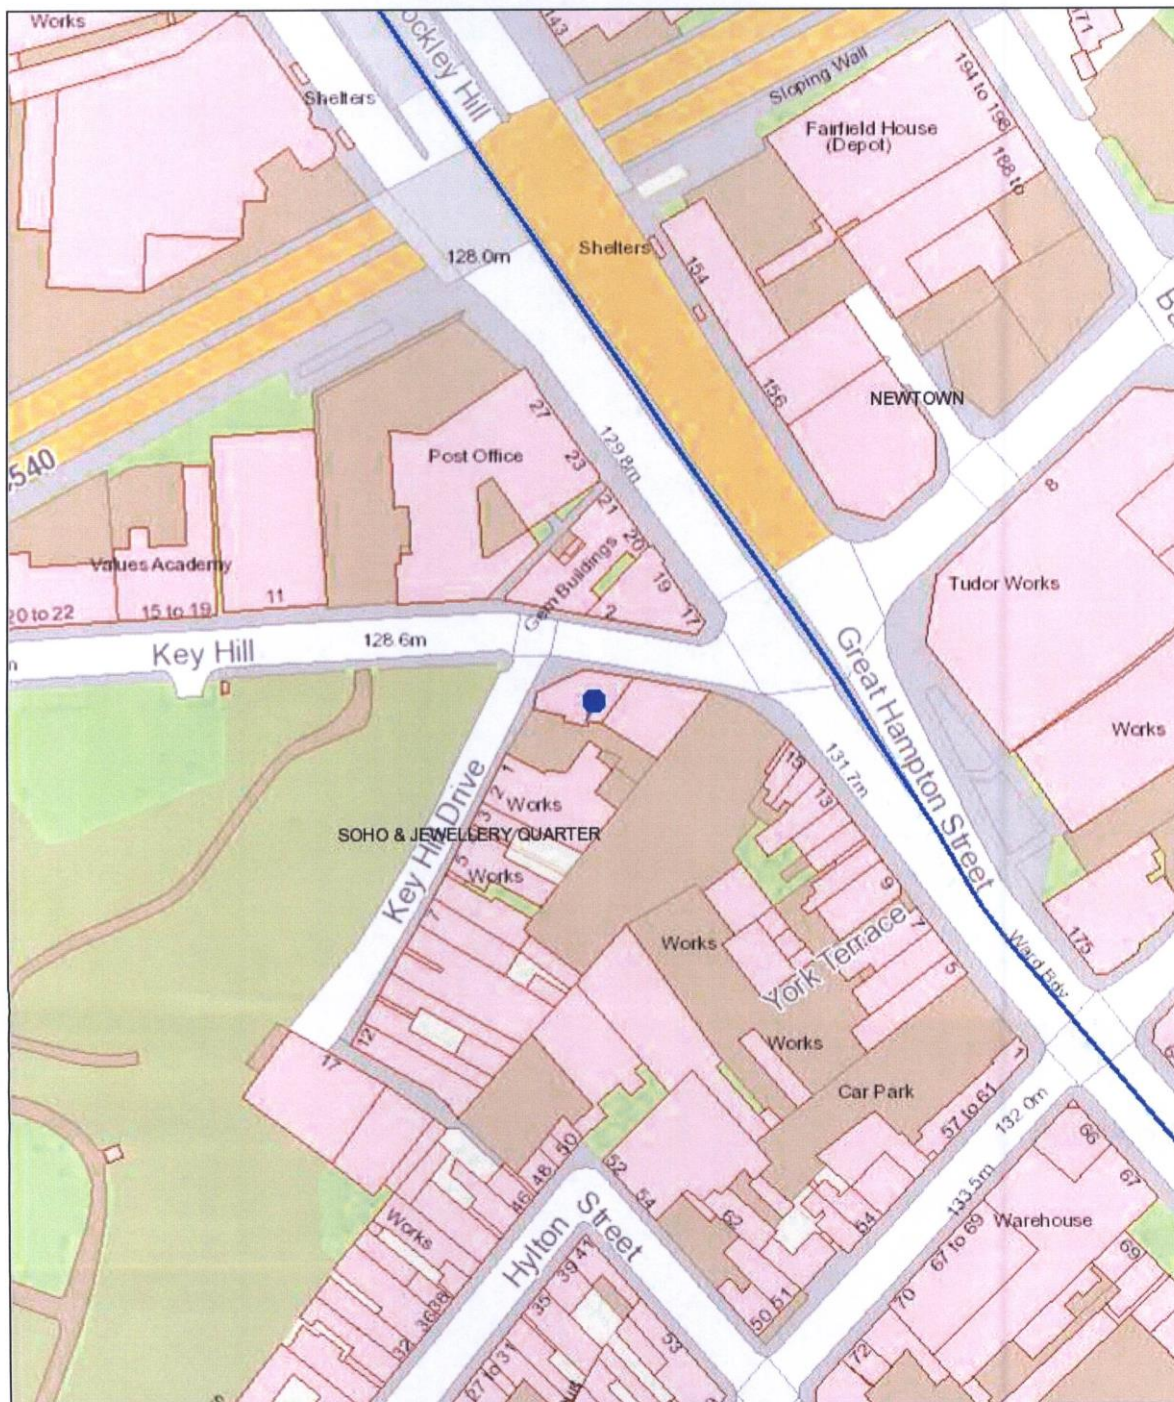 Works
143
171
ockley Hill
Sloping Wall
Shelters
194 to 198
Fairfield House
(Depot)
188 to
128.0m
Shelters
154
156
NEWTOWN
27
23
129.8m
Post Office
540
21
20
19
17
8
Values Academy
Gem Buildings
Tudor Works
20 to 22
15 to 19
11
2
Key Hill
128.6m
Great Hampton Street
Works
131.7m
15
13
1
2
3
5
Works
SOHO & JEWELLERY QUARTER
Key Hill Drive
Works
9
7
7
5
175
York Terrace
Works
Ward Bdy
Works
12
17
1
Car Park
57 to 61
132.0m
66
67
50
48
46
52
54
62
54
133.5m
Works
Hylton Street
Warehouse
67 to 69
69
39
41
38
36
35
32
50
51
53
70
72
27 to 31